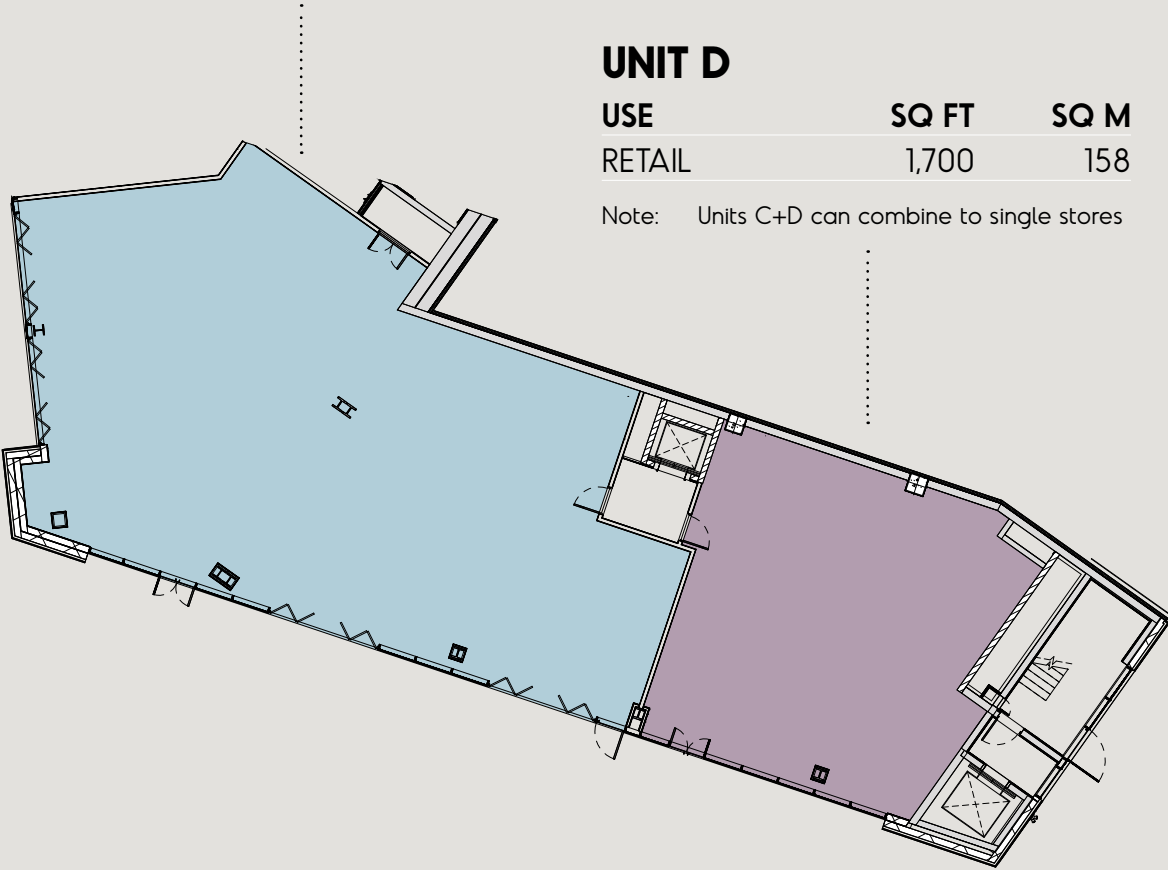 UNIT D
USE SQ FT SQ M
RETAIL 1,700 158
Note: Units C+D can combine to single stores